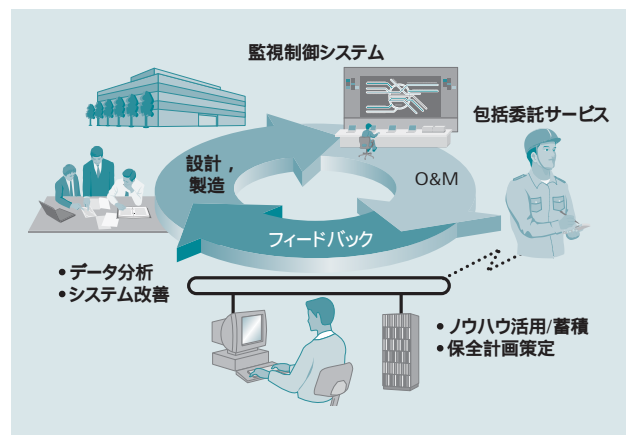 監視制御システム
包括委託サービス
設計，
製造
O&M
フィードバック
•データ分析
•システム改善
•ノウハウ活用/蓄積
•保全計画策定